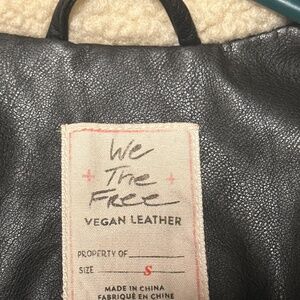 We
The
Free
VEGAN LEATHER
PROPERTY OF
SIZE S
MADE IN CHINA
FABRIQUÉ EN CHINE